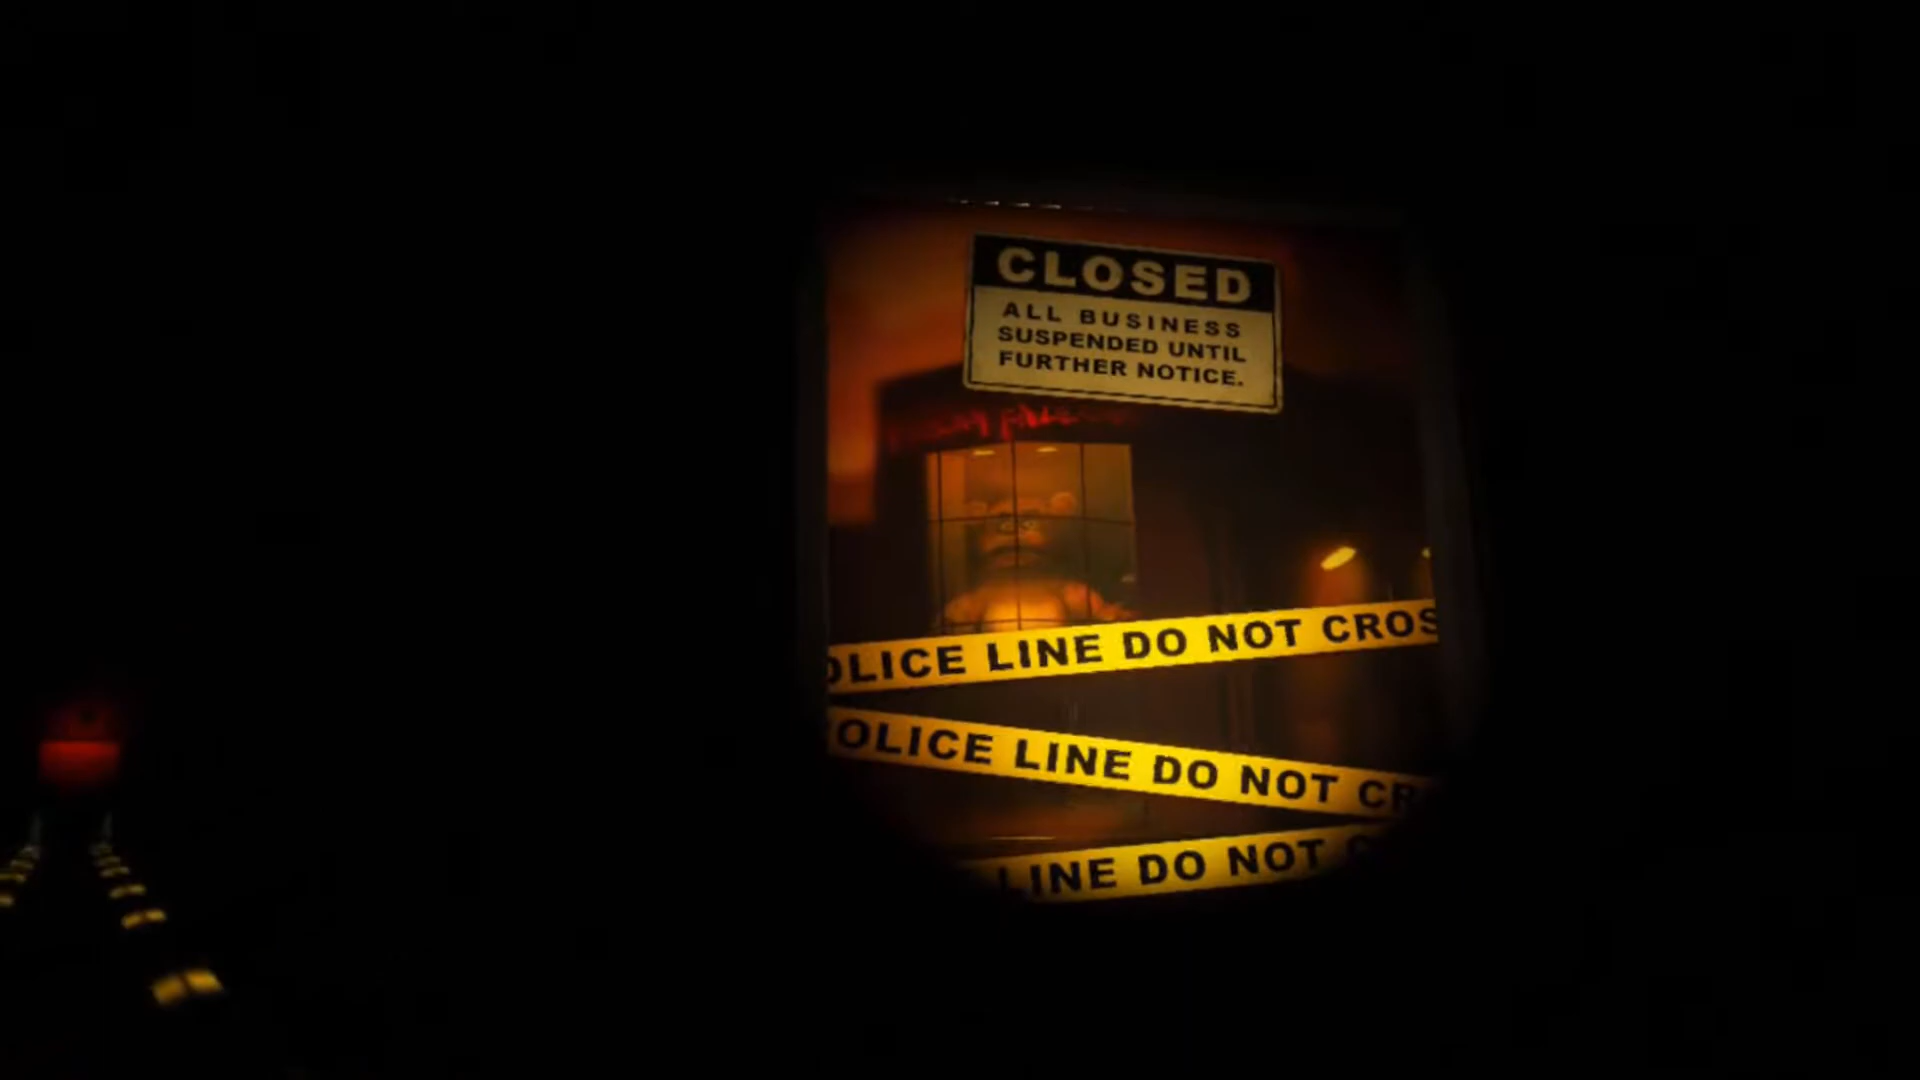 CLOSED
ALL BUSINESS
SUSPENDED UNTIL
FURTHER NOTICE.
OLICE LINE DO NOT CROS
POLICE LINE DO NOT CR
LINE DO NOT C